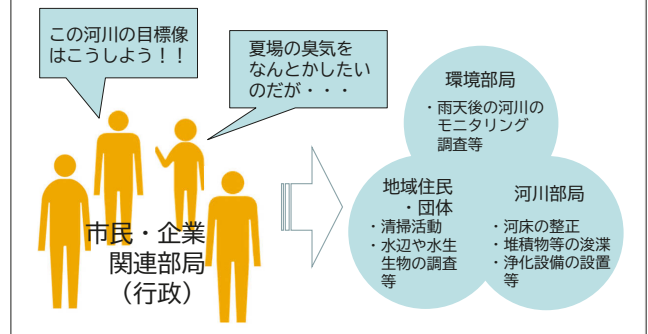 この河川の目標像
はこうしよう！！
夏場の臭気を
なんとかしたい
のだが・・・
市民・企業
関連部局
（行政）
環境部局
・雨天後の河川の
モニタリング
調査等
地域住民
・団体
・清掃活動
・水辺や水生
生物の調査
等
河川部局
・河床の整正
・堆積物等の浚渫
・浄化設備の設置
等